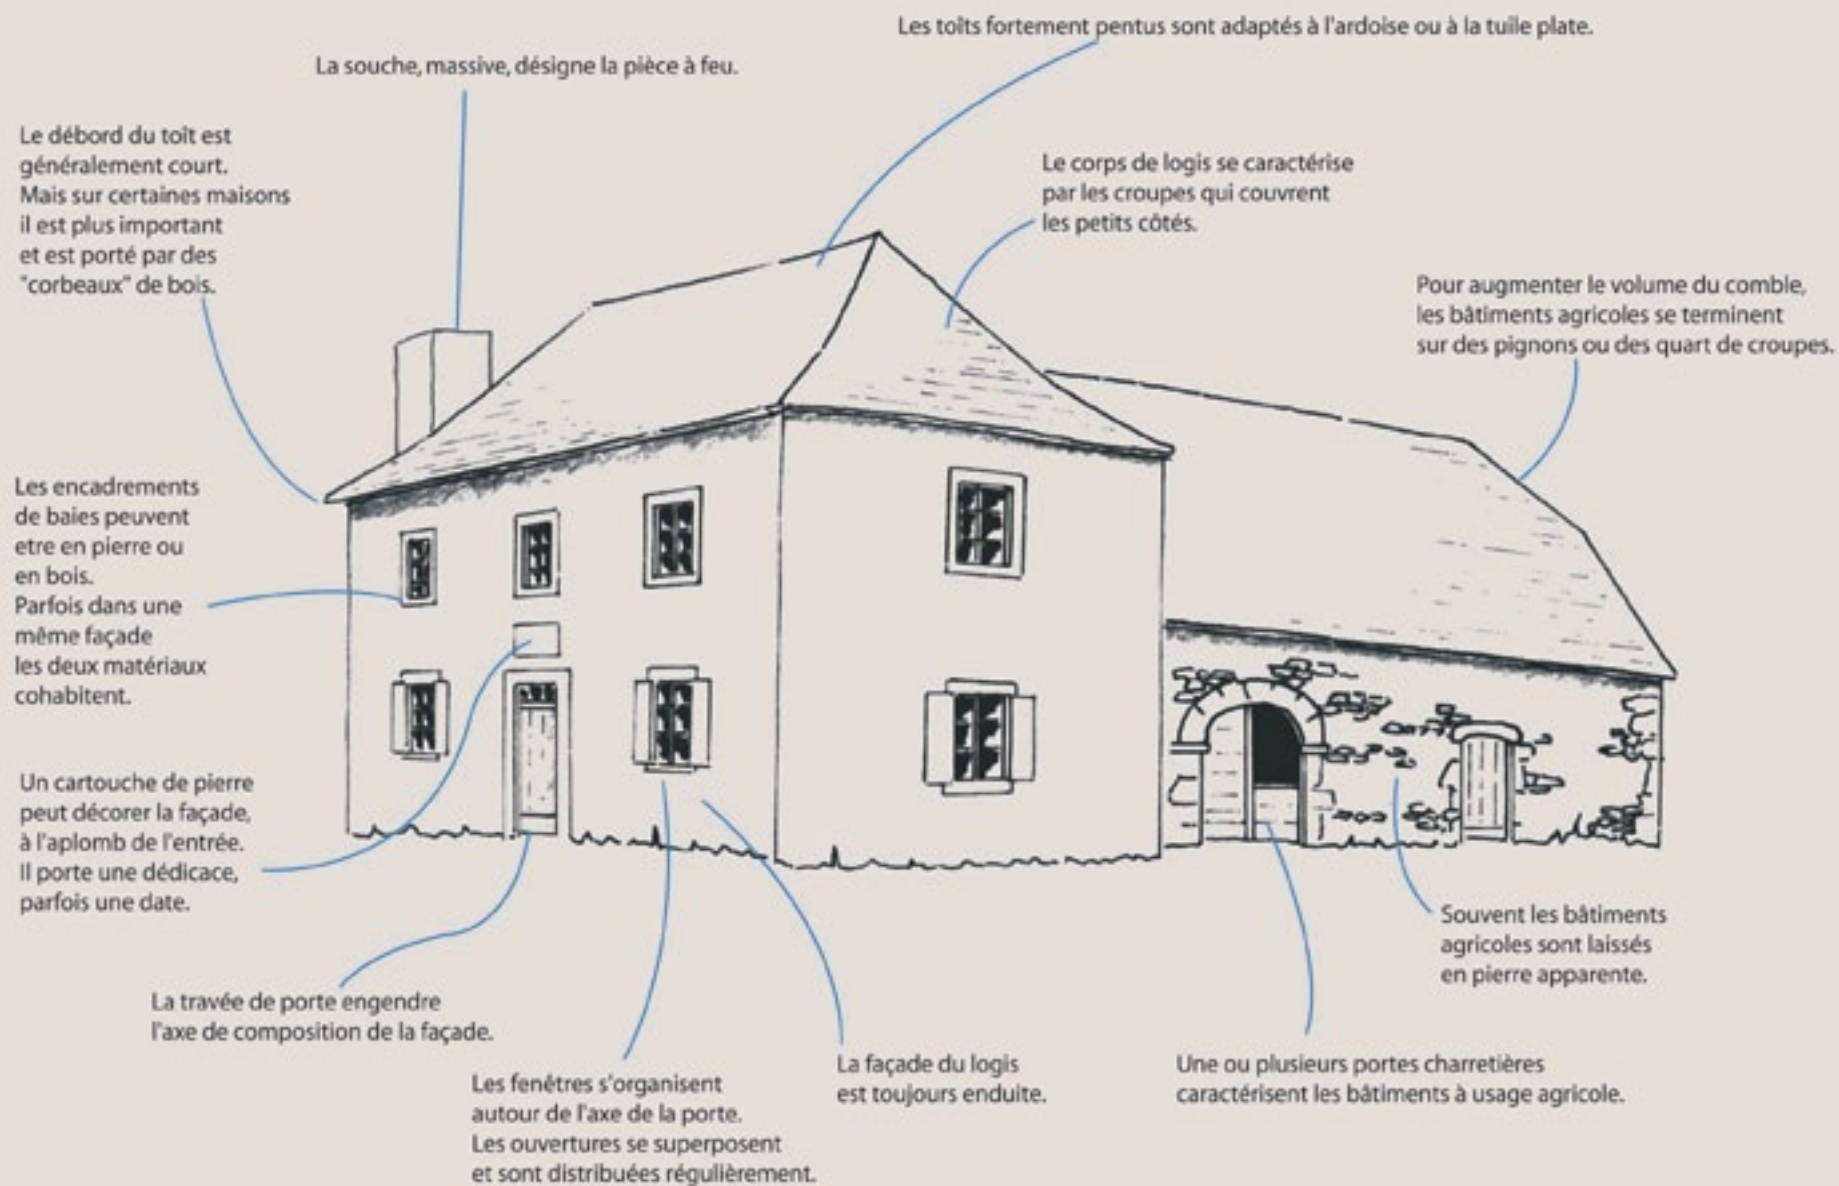 Les toîts fortement pentus sont adaptés à l'ardoise ou à la tuile plate.
La souche, massive, désigne la pièce à feu.
Le débord du toît est
généralement court.
Mais sur certaines maisons
il est plus important
et est porté par des
"corbeaux" de bois.
Le corps de logis se caractérise
par les croupes qui couvrent
les petits côtés.
Pour augmenter le volume du comble,
les bâtiments agricoles se terminent
sur des pignons ou des quart de croupes.
Les encadrements
de baies peuvent
etre en pierre ou
en bois.
Parfois dans une
même façade
les deux matériaux
cohabitent.
Un cartouche de pierre
peut décorer la façade,
à l'aplomb de l'entrée.
Il porte une dédicace,
parfois une date.
La travée de porte engendre
l'axe de composition de la façade.
Les fenêtres s'organisent
autour de l'axe de la porte.
Les ouvertures se superposent
et sont distribuées régulièrement.
La façade du logis
est toujours enduite.
Une ou plusieurs portes charretières
caractérisent les bâtiments à usage agricole.
Souvent les bâtiments
agricoles sont laissés
en pierre apparente.